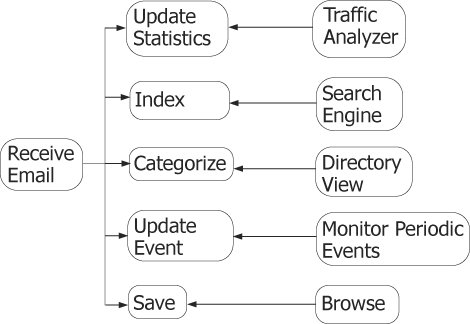 Update
Statistics
Traffic
Analyzer
Index
Search
Engine
Receive
Email
Categorize
Directory
View
Update
Event
Monitor Periodic
Events
Save
Browse